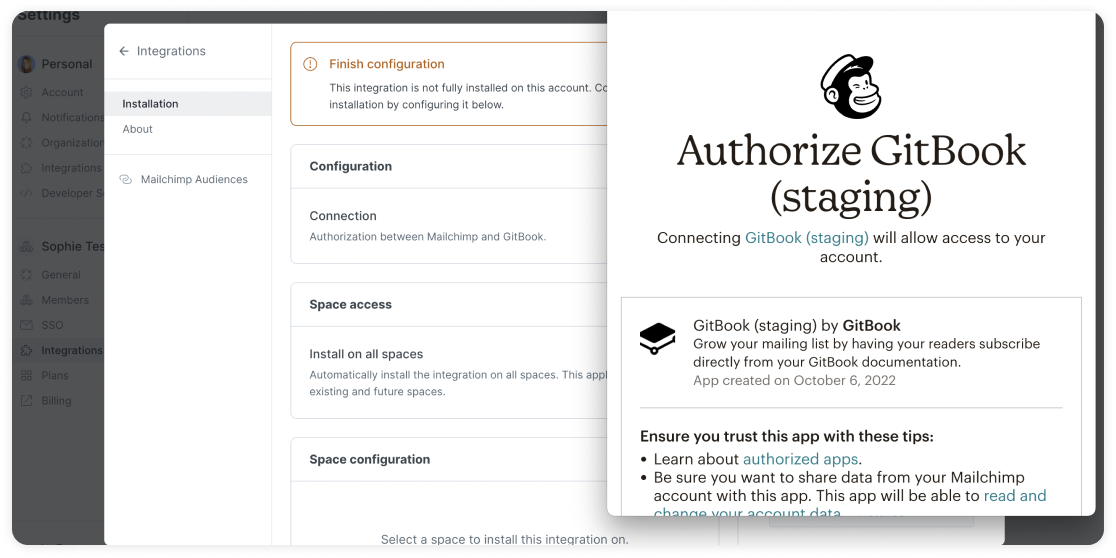 Settings
Personal
Account
Notifications
Organization
Integrations
Developer S
Sophie Tes
General
Members
SSO
Integrations
Plans
Billing
Integrations
Installation
About
Mailchimp Audiences
Finish configuration
This integration is not fully installed on this account. Co
installation by configuring it below.
Configuration
Connection
Authorization between Mailchimp and GitBook.
Space access
Install on all spaces
Automatically install the integration on all spaces. This appl
existing and future spaces.
Space configuration
Select a space to install this integration on.
Authorize GitBook
(staging)
Connecting GitBook (staging) will allow access to your
account.
GitBook (staging) by GitBook
Grow your mailing list by having your readers subscribe
directly from your GitBook documentation.
App created on October 6, 2022
Ensure you trust this app with these tips:
• Learn about authorized apps.
• Be sure you want to share data from your Mailchimp
account with this app. This app will be able to read and
change your account data